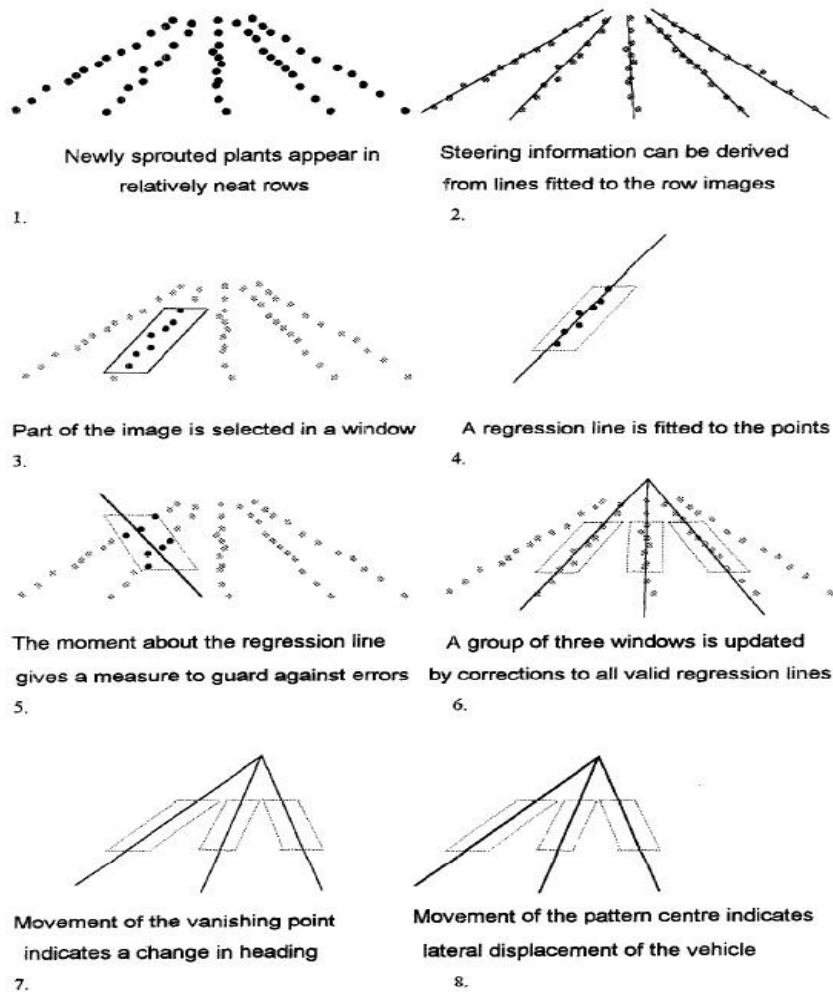 Newly sprouted plants appear in
relatively neat rows
1.
Steering information can be derived
from lines fitted to the row images
2.
Part of the image is selected in a window
3.
A regression line is fitted to the points
4.
The moment about the regression line
gives a measure to guard against errors
5.
A group of three windows is updated
by corrections to all valid regression lines
6.
Movement of the vanishing point
indicates a change in heading
7.
Movement of the pattern centre indicates
lateral displacement of the vehicle
8.